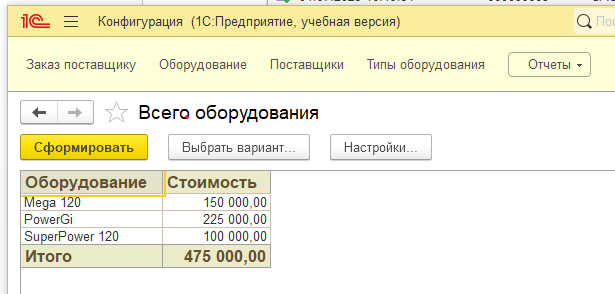 1С Конфигурация (1С:Предприятие, учебная версия)
Заказ поставщику Оборудование Поставщики Типы оборудования Отчеты
Всего оборудования
Сформировать Выбрать вариант... Настройки...
Оборудование Стоимость
Mega 120 150 000,00
PowerGi 225 000,00
SuperPower 120 100 000,00
Итого 475 000,00